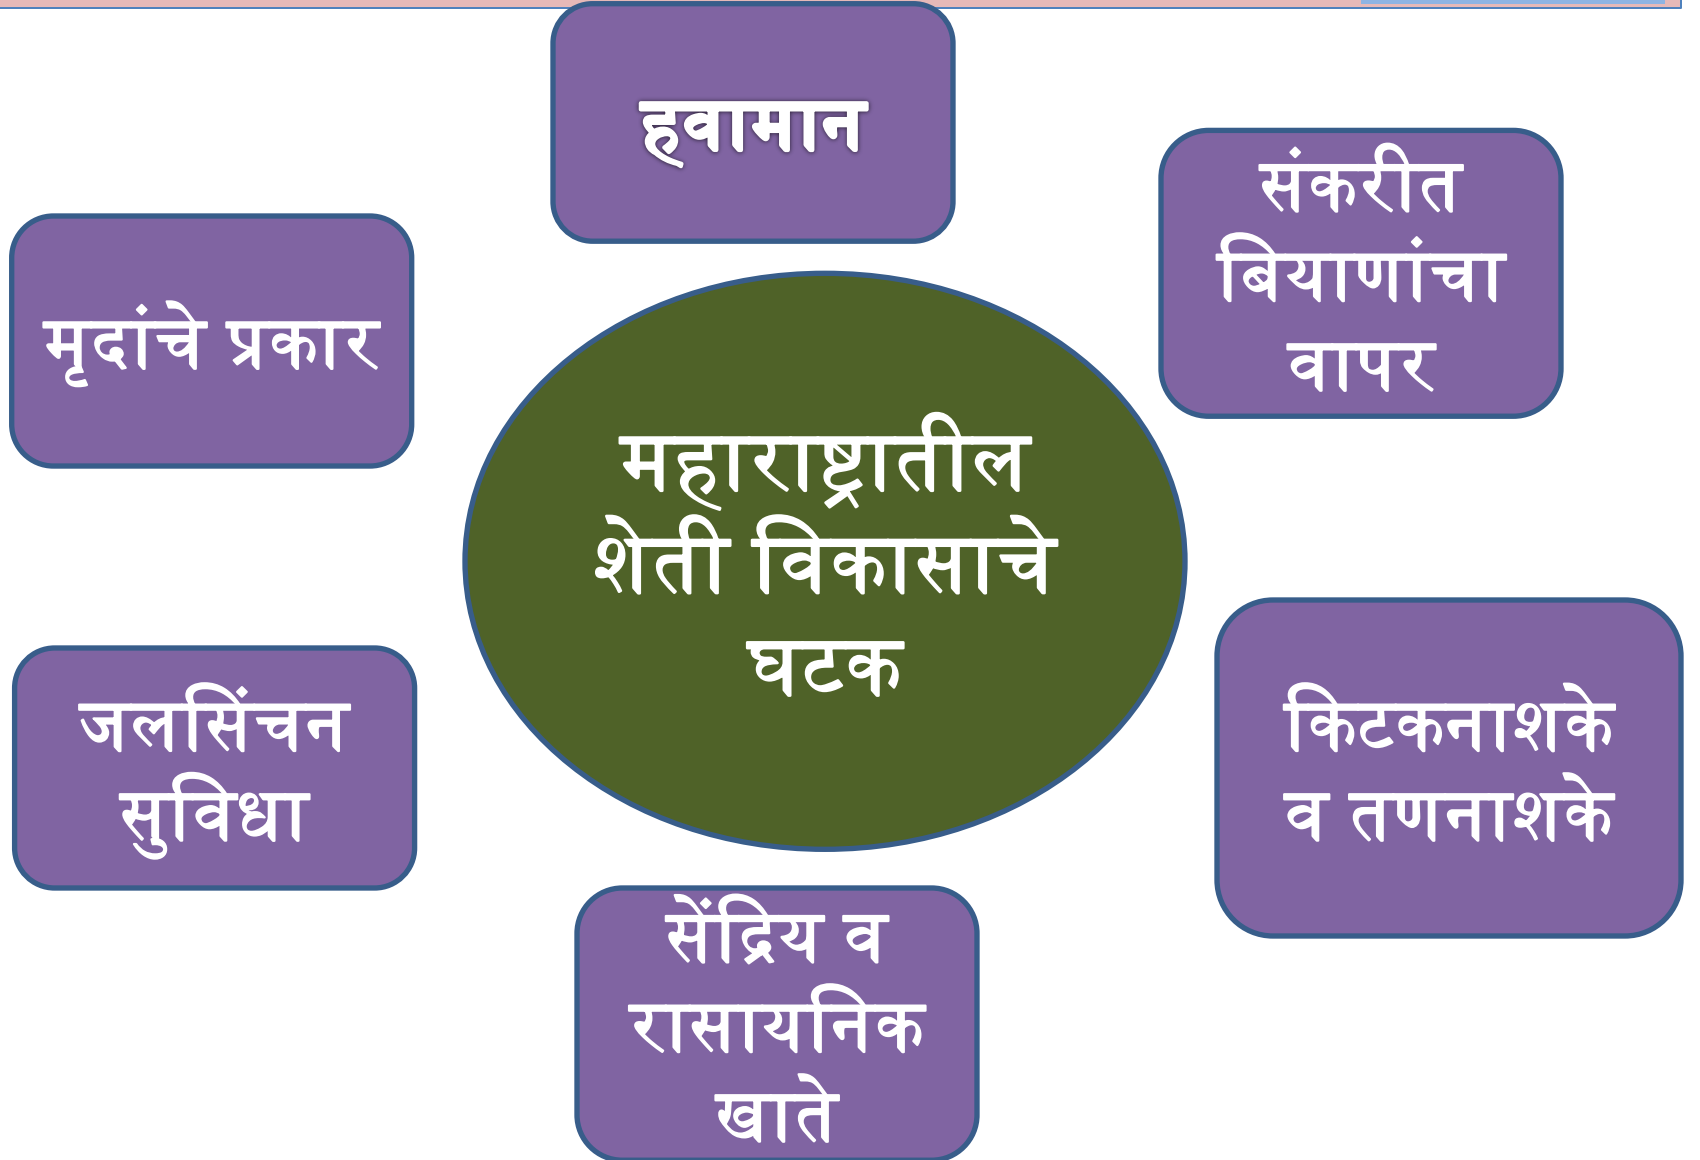 हवामान
संकरीत
बियाणांचा
वापर
मृदांचे प्रकार
महाराष्ट्रातील
शेती विकासाचे
घटक
जलसिंचन
सुविधा
किटकनाशके
व तणनाशके
सेंद्रिय व
रासायनिक
खाते